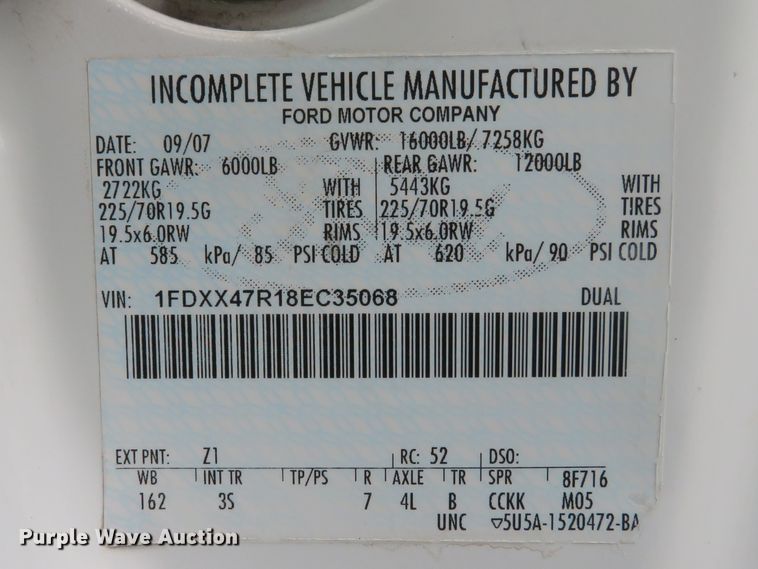 INCOMPLETE VEHICLE MANUFACTURED BY
FORD MOTOR COMPANY
DATE: 09/07 GVWR: 16000LB/ 7258KG
FRONT GAWR: 6000LB REAR GAWR: 12000LB
2722KG WITH 5443KG WITH
225/70R19.5G TIRES 225/70R19.5G TIRES
19.5x6.0RW RIMS 19.5x6.0RW RIMS
AT 585 kPa/ 85 PSI COLD AT 620 kPa/ 90 PSI COLD
VIN: 1FDXX47R18EC35068 DUAL
EXT PNT: Z1 RC: 52 DSO:
WB INT TR TP/PS R AXLE TR SPR 8F716
162 3S 7 4L B CCKK M05
UNC ▽5U5A-1520472-BA
Purple Wave Auction